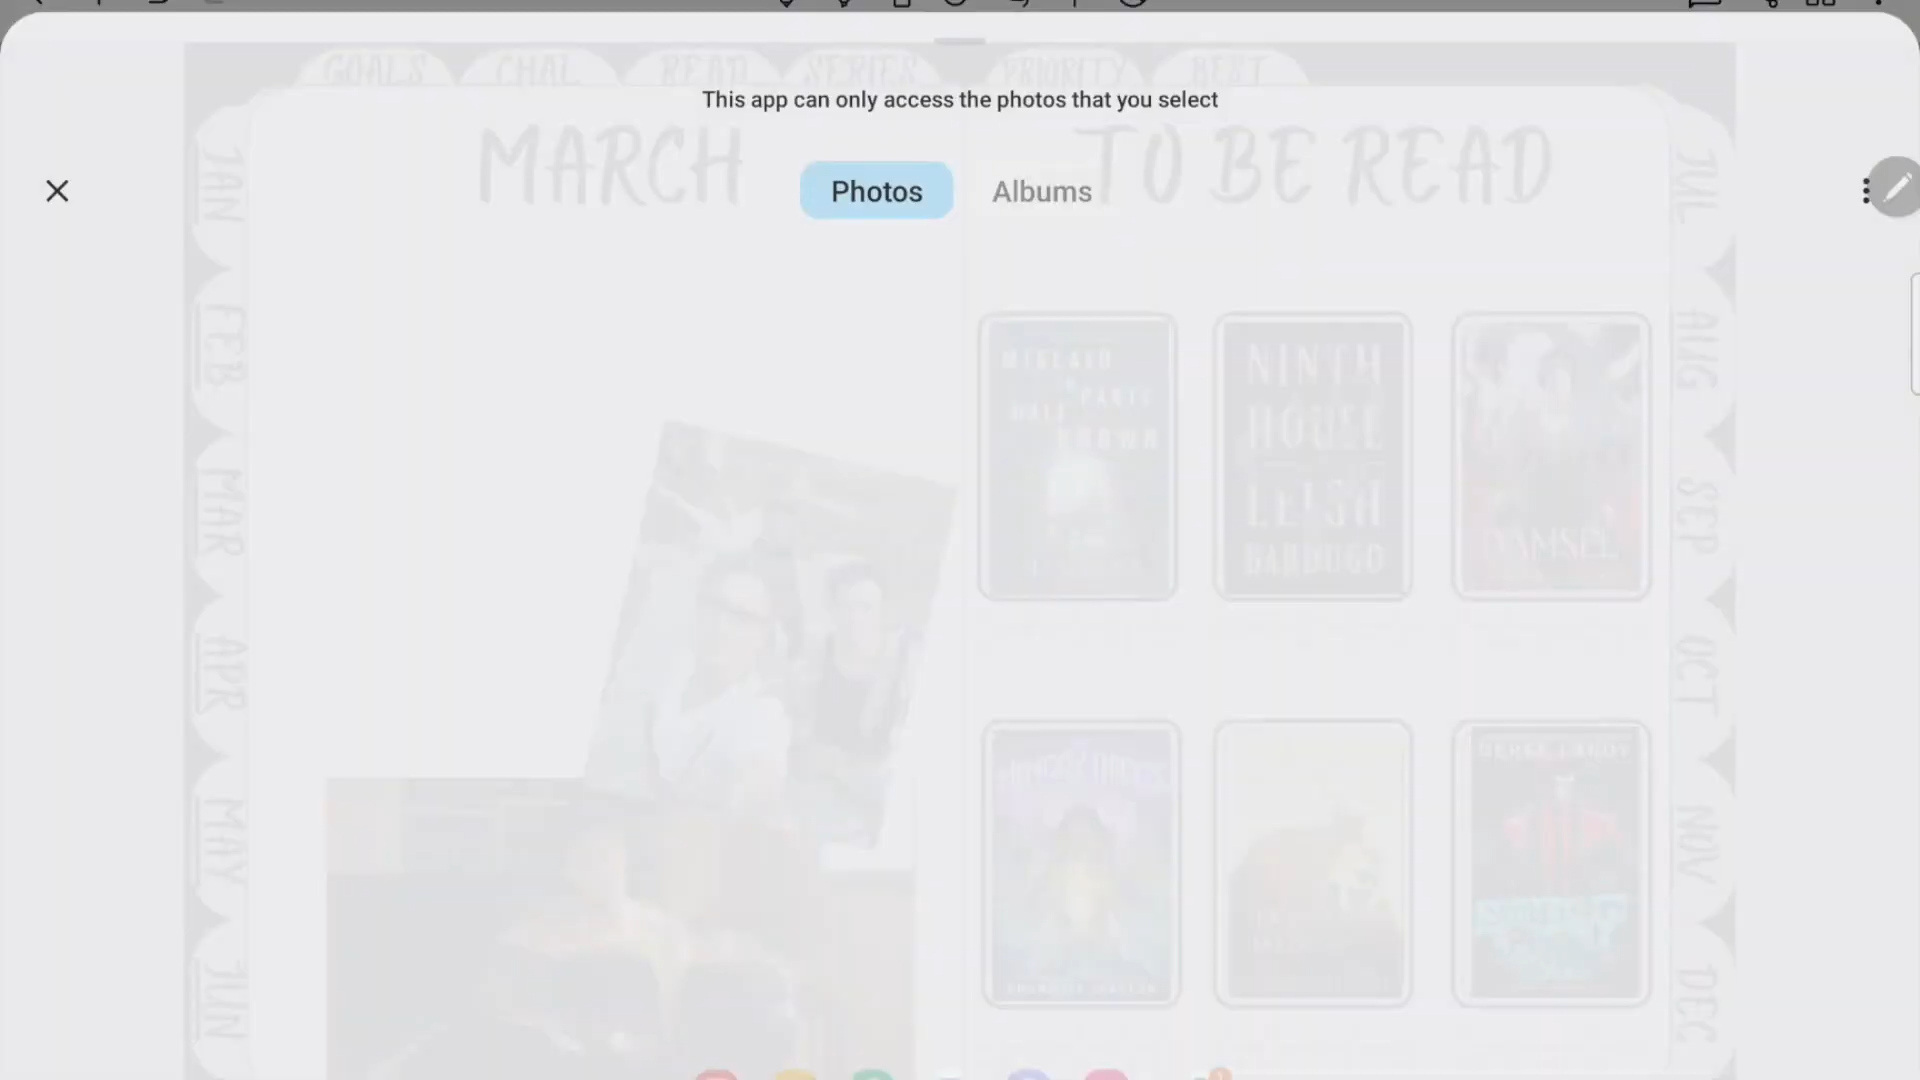 GOALS CHAL READ SERIES PRIORITY BEST
This app can only access the photos that you select
MARCH TO BE READ
Photos Albums
JAN
FEB
MAR
APR
MAY
JUN
NINTH
HOUSE
LEIGH
BARDUGO
DAMSEL
DEREK LANDY
JUL
AUG
SEP
OCT
NOV
DEC